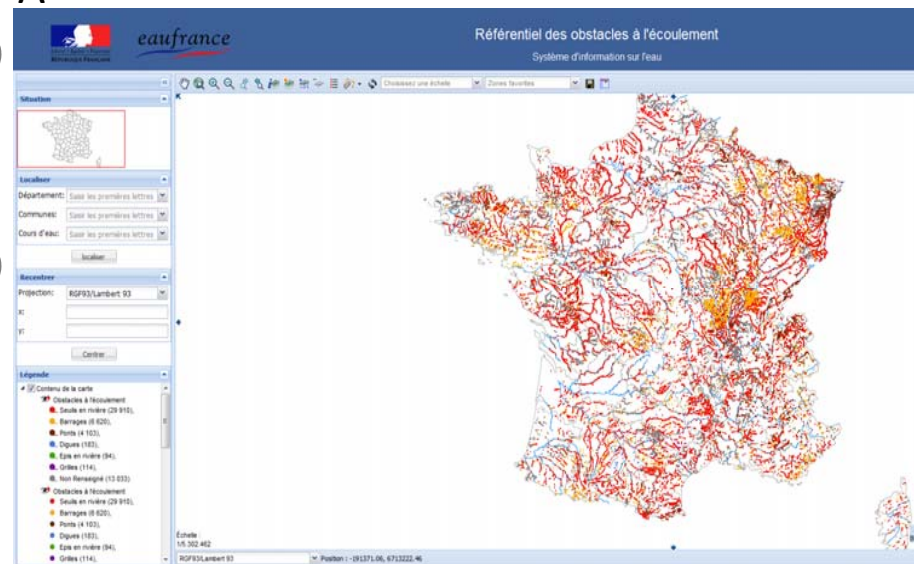 RÉPUBLIQUE FRANÇAISE
eaufrance
Référentiel des obstacles à l'écoulement
Système d'information sur l'eau
Choisissez une échelle
Zones favorites
Situation
Localiser
Département: Saisir les premières lettres
Communes: Saisir les premières lettres
Cours d'eau: Saisir les premières lettres
localiser
Recentrer
Projection: RGF93/Lambert 93
x:
y:
Centrer
Légende
Contenu de la carte
Obstacles à l'écoulement
Seuils en rivière (29 910),
Barrages (6 620),
Ponts (4 103),
Digues (183),
Epis en rivière (94),
Grilles (114),
Non Renseigné (13 033)
Obstacles à l'écoulement
Seuils en rivière (29 910),
Barrages (6 620),
Ponts (4 103),
Digues (183),
Epis en rivière (94),
Grilles (114),
Échelle :
1/5.302.462
RGF93/Lambert 93
Position : -191371.06, 6713222.46